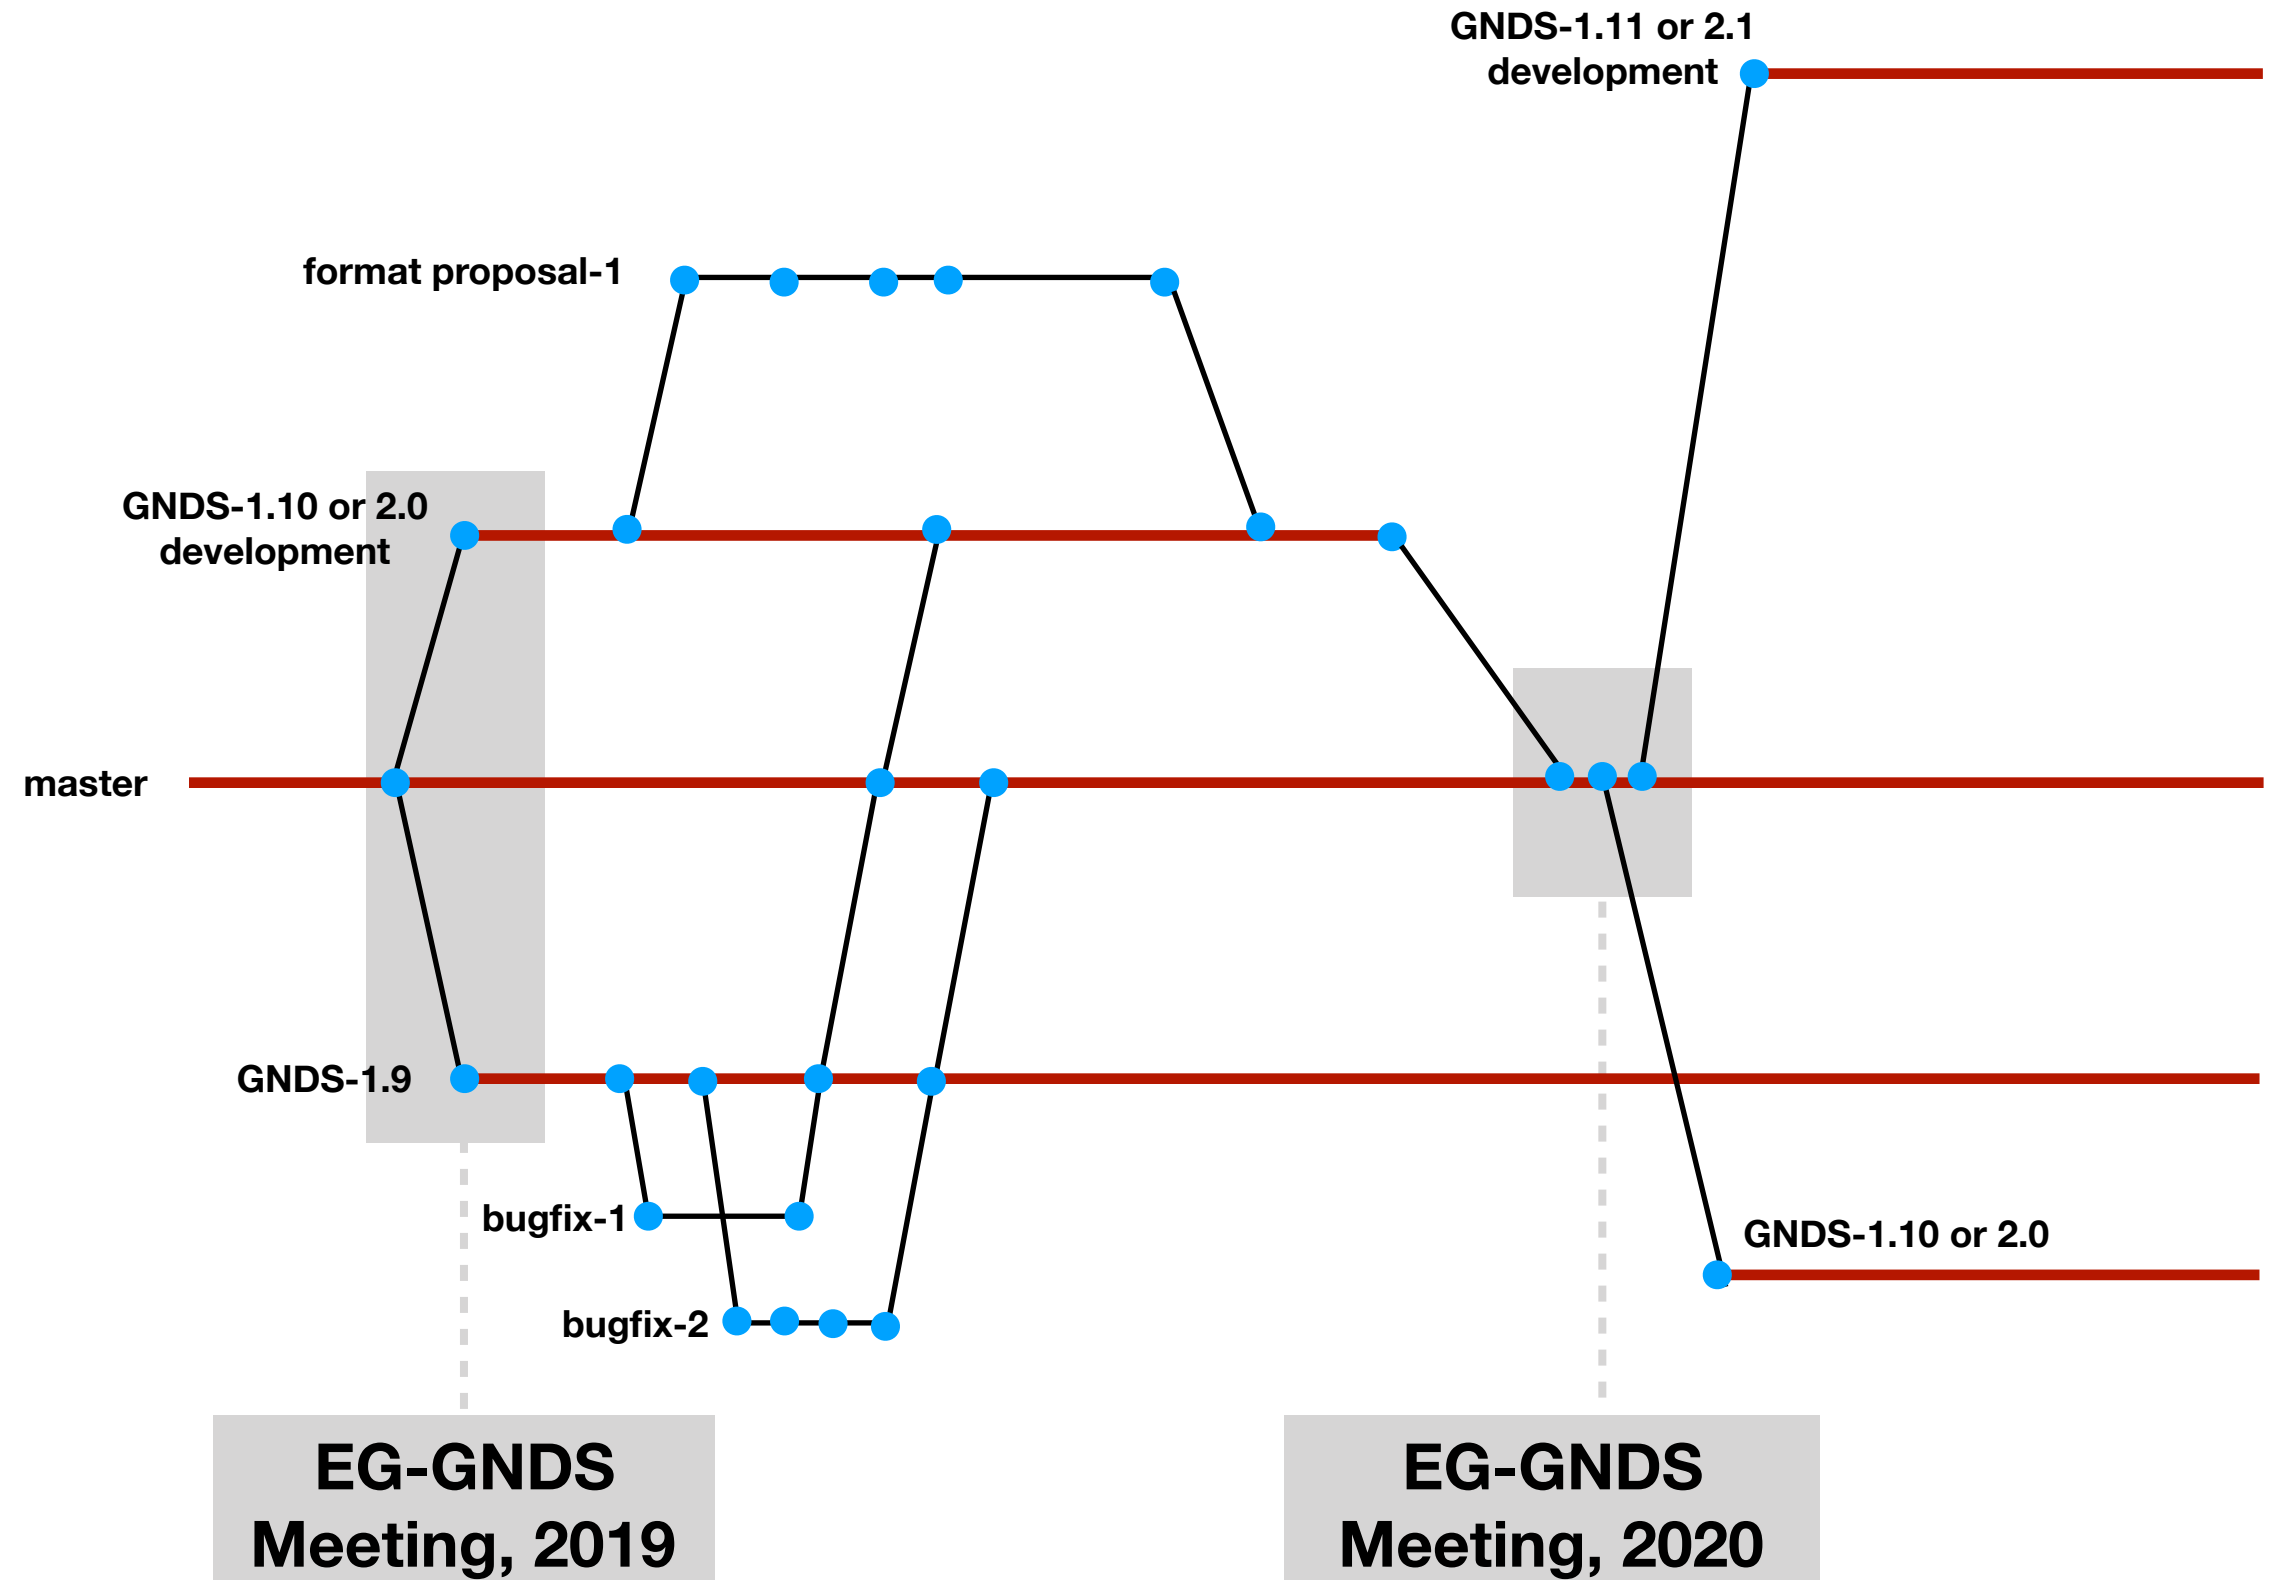 GNDS-1.11 or 2.1
development
format proposal-1
GNDS-1.10 or 2.0
development
master
GNDS-1.9
bugfix-1
GNDS-1.10 or 2.0
bugfix-2
EG-GNDS
Meeting, 2019
EG-GNDS
Meeting, 2020